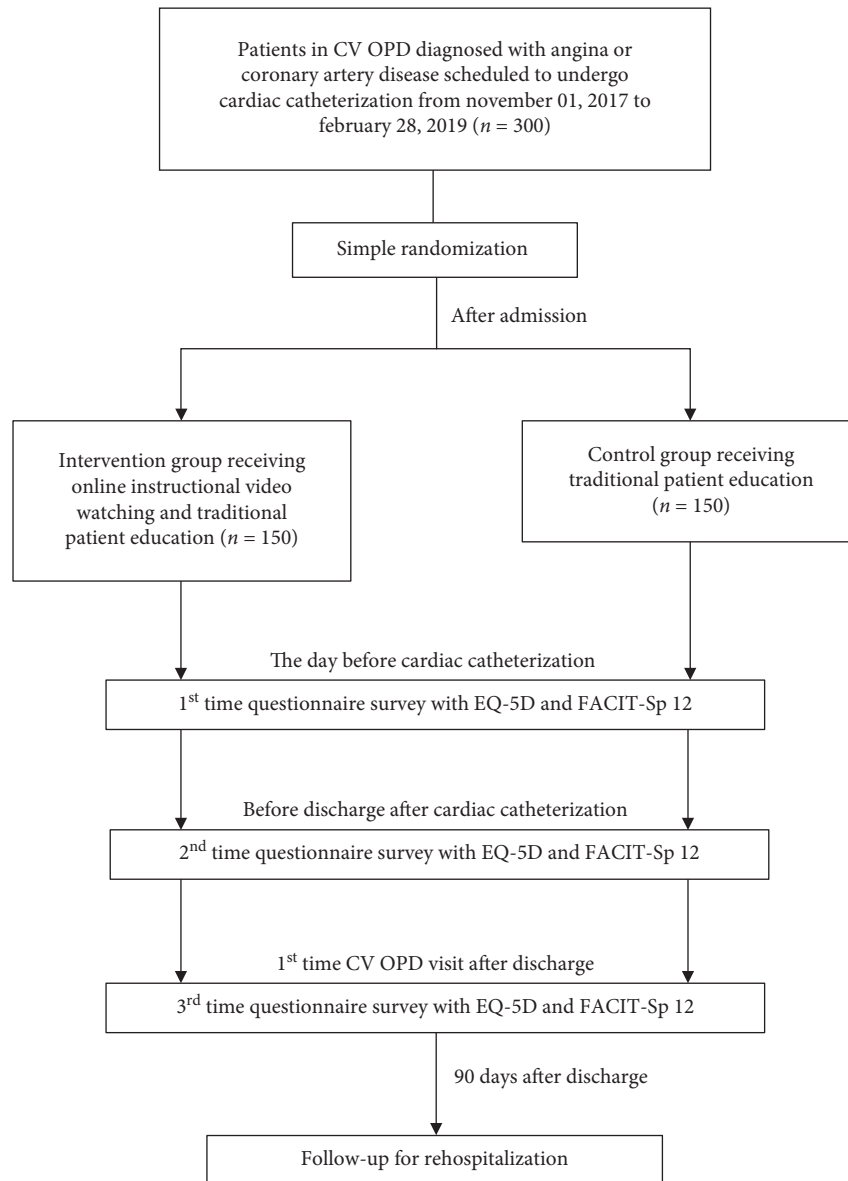 Patients in CV OPD diagnosed with angina or
coronary artery disease scheduled to undergo
cardiac catheterization from november 01, 2017 to
february 28, 2019 (n = 300)
Simple randomization
After admission
Intervention group receiving
online instructional video
watching and traditional
patient education (n = 150)
Control group receiving
traditional patient education
(n = 150)
The day before cardiac catheterization
1st time questionnaire survey with EQ-5D and FACIT-Sp 12
Before discharge after cardiac catheterization
2nd time questionnaire survey with EQ-5D and FACIT-Sp 12
1st time CV OPD visit after discharge
3rd time questionnaire survey with EQ-5D and FACIT-Sp 12
90 days after discharge
Follow-up for rehospitalization